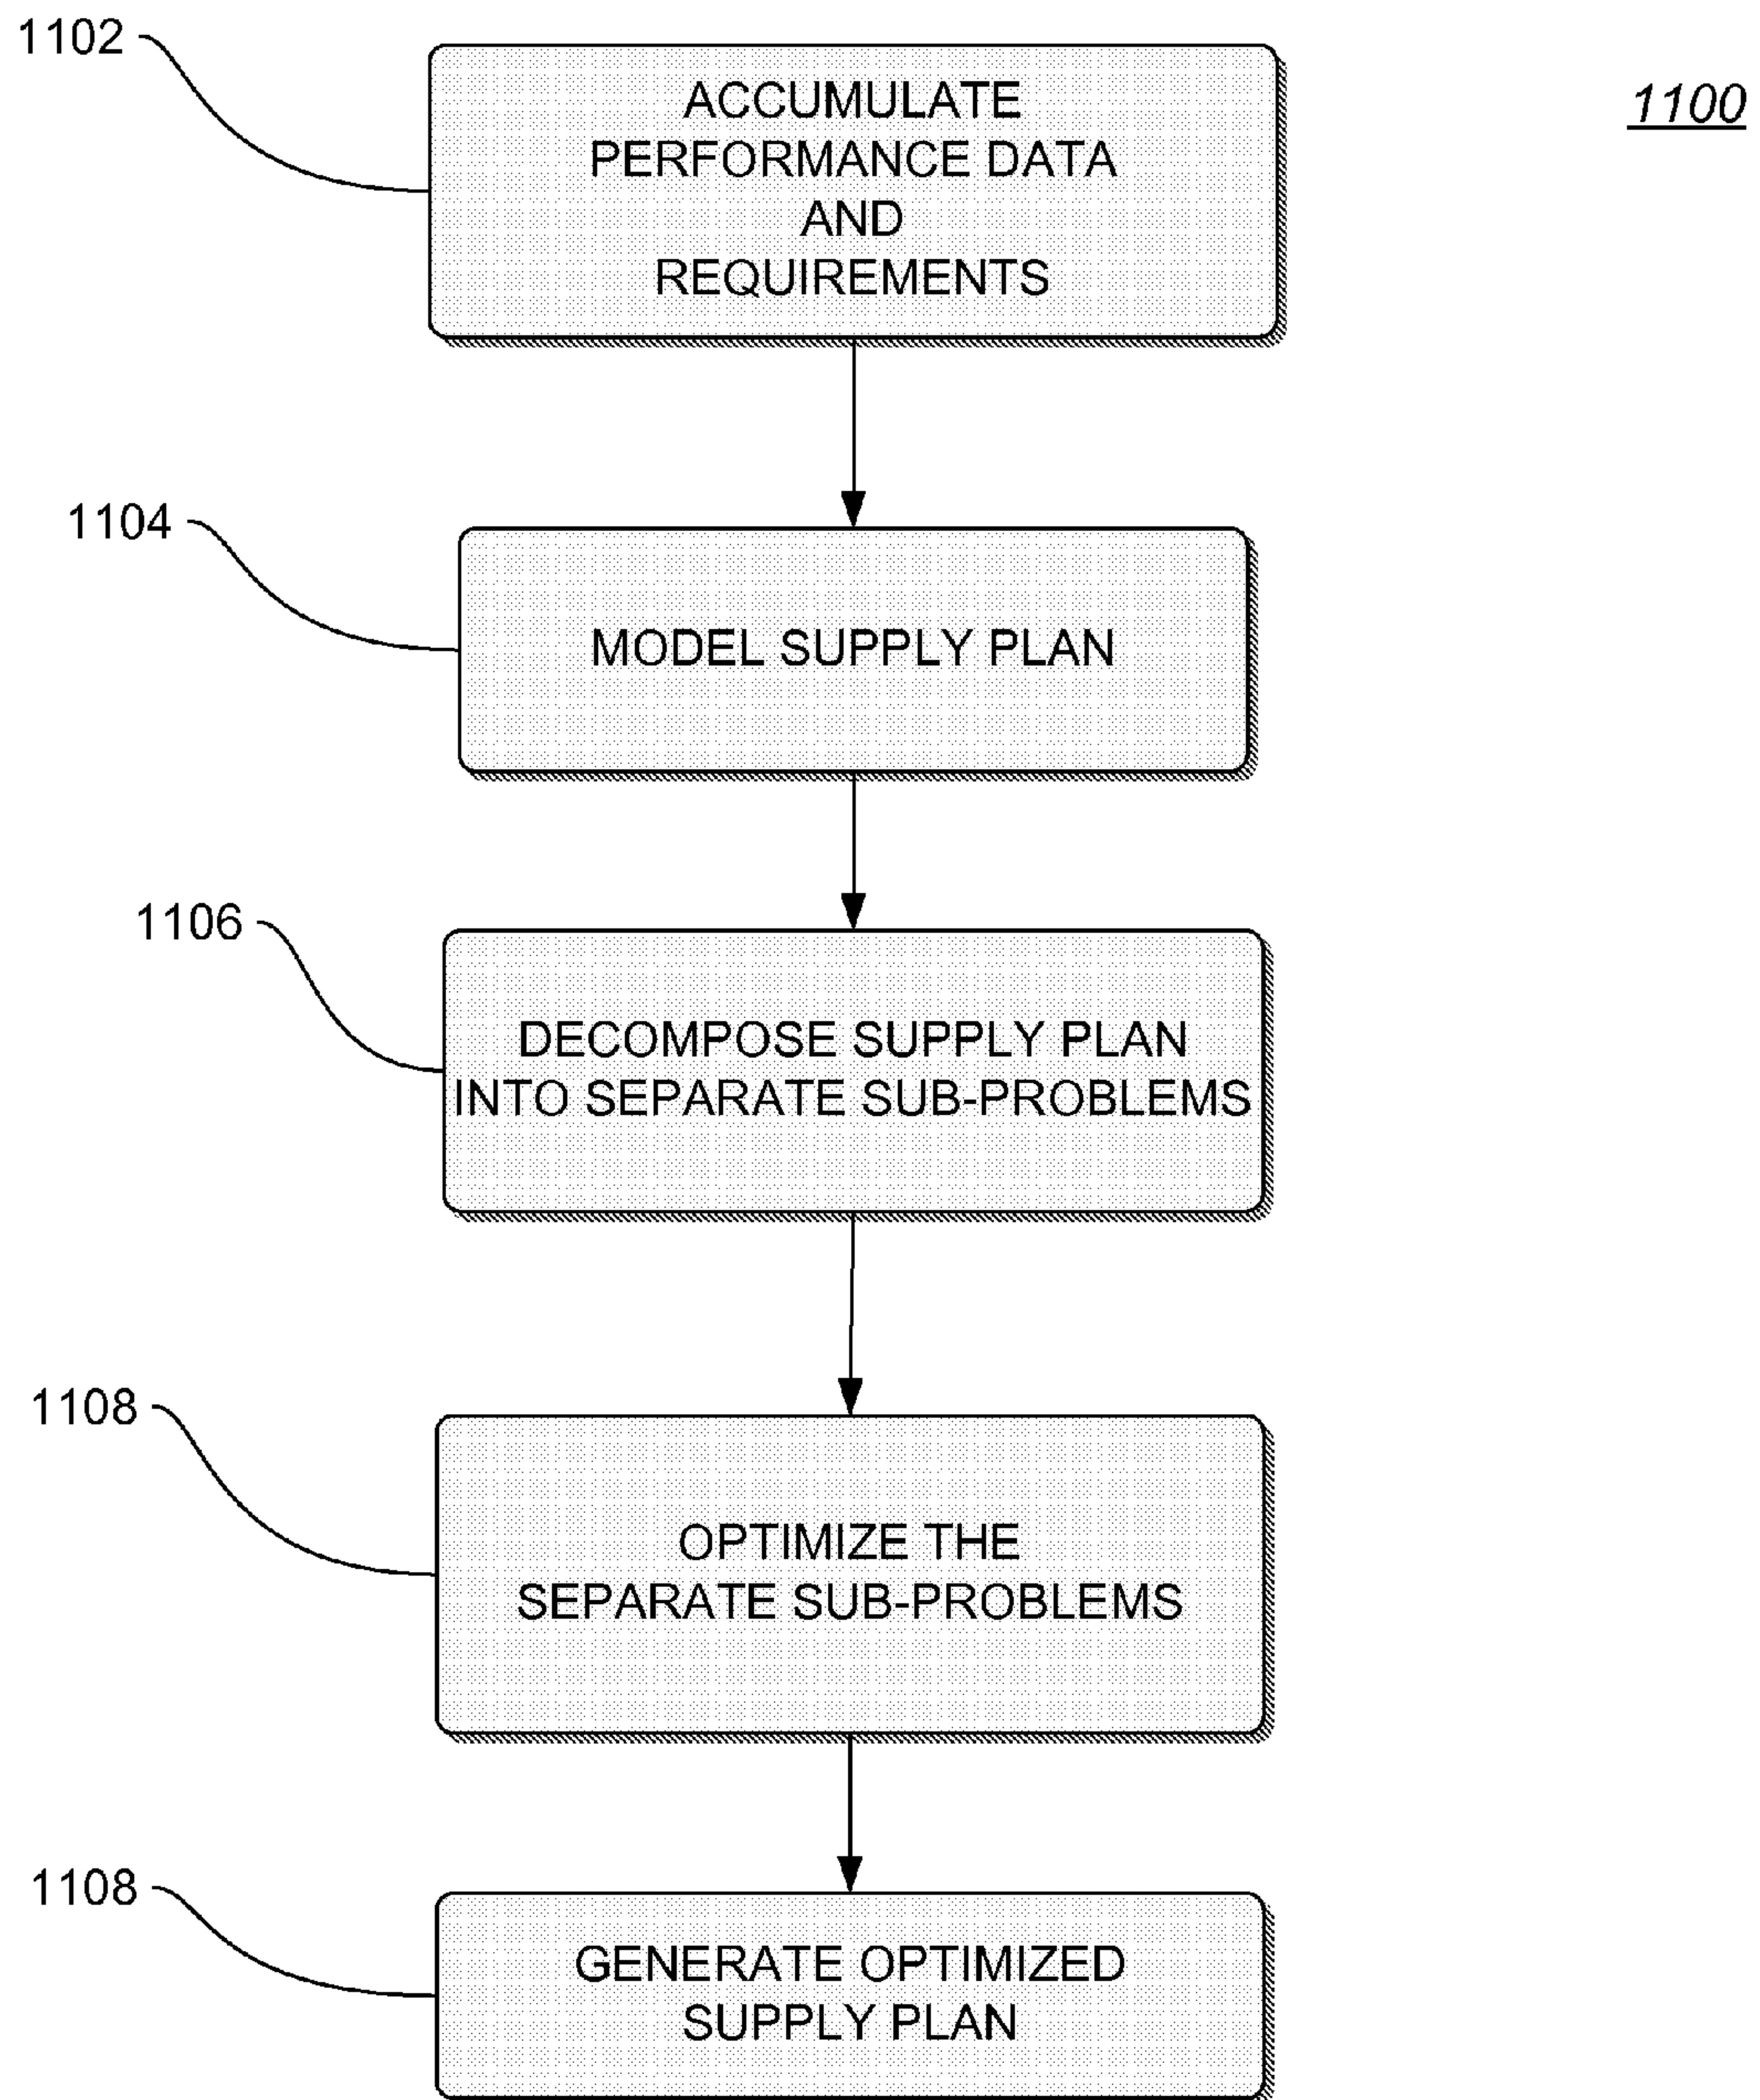 1102
1100
ACCUMULATE
PERFORMANCE DATA
AND
REQUIREMENTS
1104
MODEL SUPPLY PLAN
1106
DECOMPOSE SUPPLY PLAN
INTO SEPARATE SUB-PROBLEMS
1108
OPTIMIZE THE
SEPARATE SUB-PROBLEMS
1108
GENERATE OPTIMIZED
SUPPLY PLAN